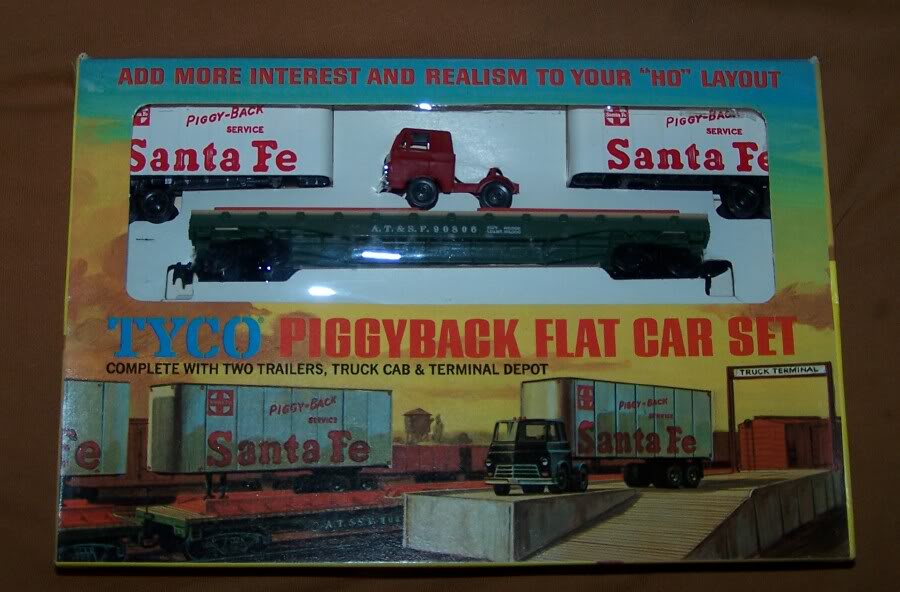 ADD MORE INTEREST AND REALISM TO YOUR "HO" LAYOUT
PIGGY-BACK
SERVICE
Santa Fe
PIGGY-BACK
SERVICE
Santa Fe
A.T. & S.F. 90800
TYCO PIGGYBACK FLAT CAR SET
COMPLETE WITH TWO TRAILERS, TRUCK CAB & TERMINAL DEPOT
TRUCK TERMINAL
e
PIGGY-BACK
SERVICE
Santa Fe
PIGGY-BACK
SERVICE
Santa Fe
A.T.&S.F.